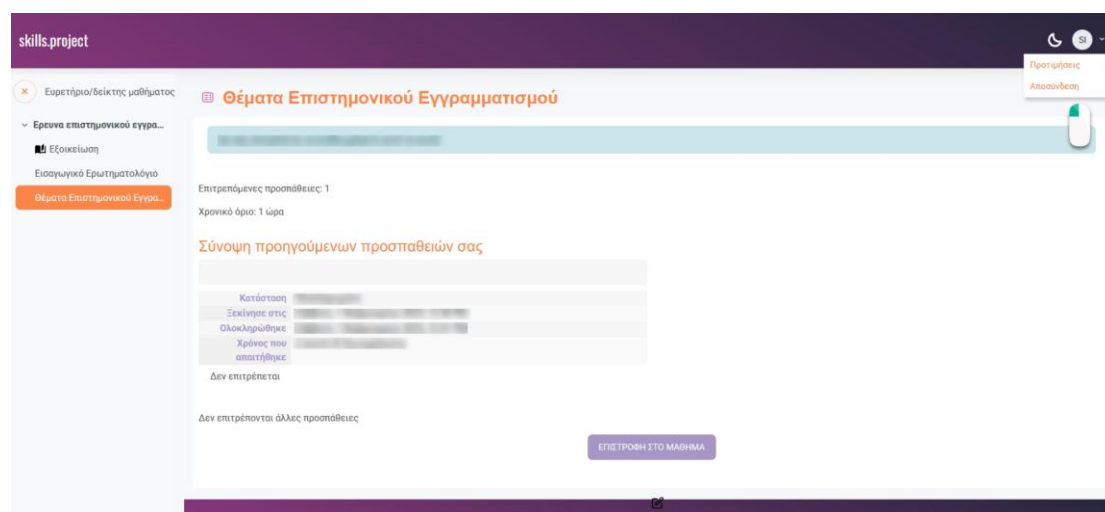 skills.project
SI
Προτιμήσεις
Αποσύνδεση
Ευρετήριο/δείκτης μαθήματος
Έρευνα επιστημονικού εγγρα...
Εξοικείωση
Εισαγωγικό Ερωτηματολόγιο
Θέματα Επιστημονικού Εγγρα...
Θέματα Επιστημονικού Εγγραμματισμού
Επιτρεπόμενες προσπάθειες: 1
Χρονικό όριο: 1 ώρα
Σύνοψη προηγούμενων προσπαθειών σας
Κατάσταση
Ξεκίνησε στις
Ολοκληρώθηκε
Χρόνος που
απαιτήθηκε
Δεν επιτρέπεται
Δεν επιτρέπονται άλλες προσπάθειες
ΕΠΙΣΤΡΟΦΗ ΣΤΟ ΜΑΘΗΜΑ